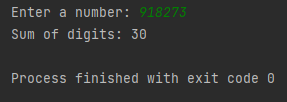 Enter a number: 918273
Sum of digits: 30

Process finished with exit code 0